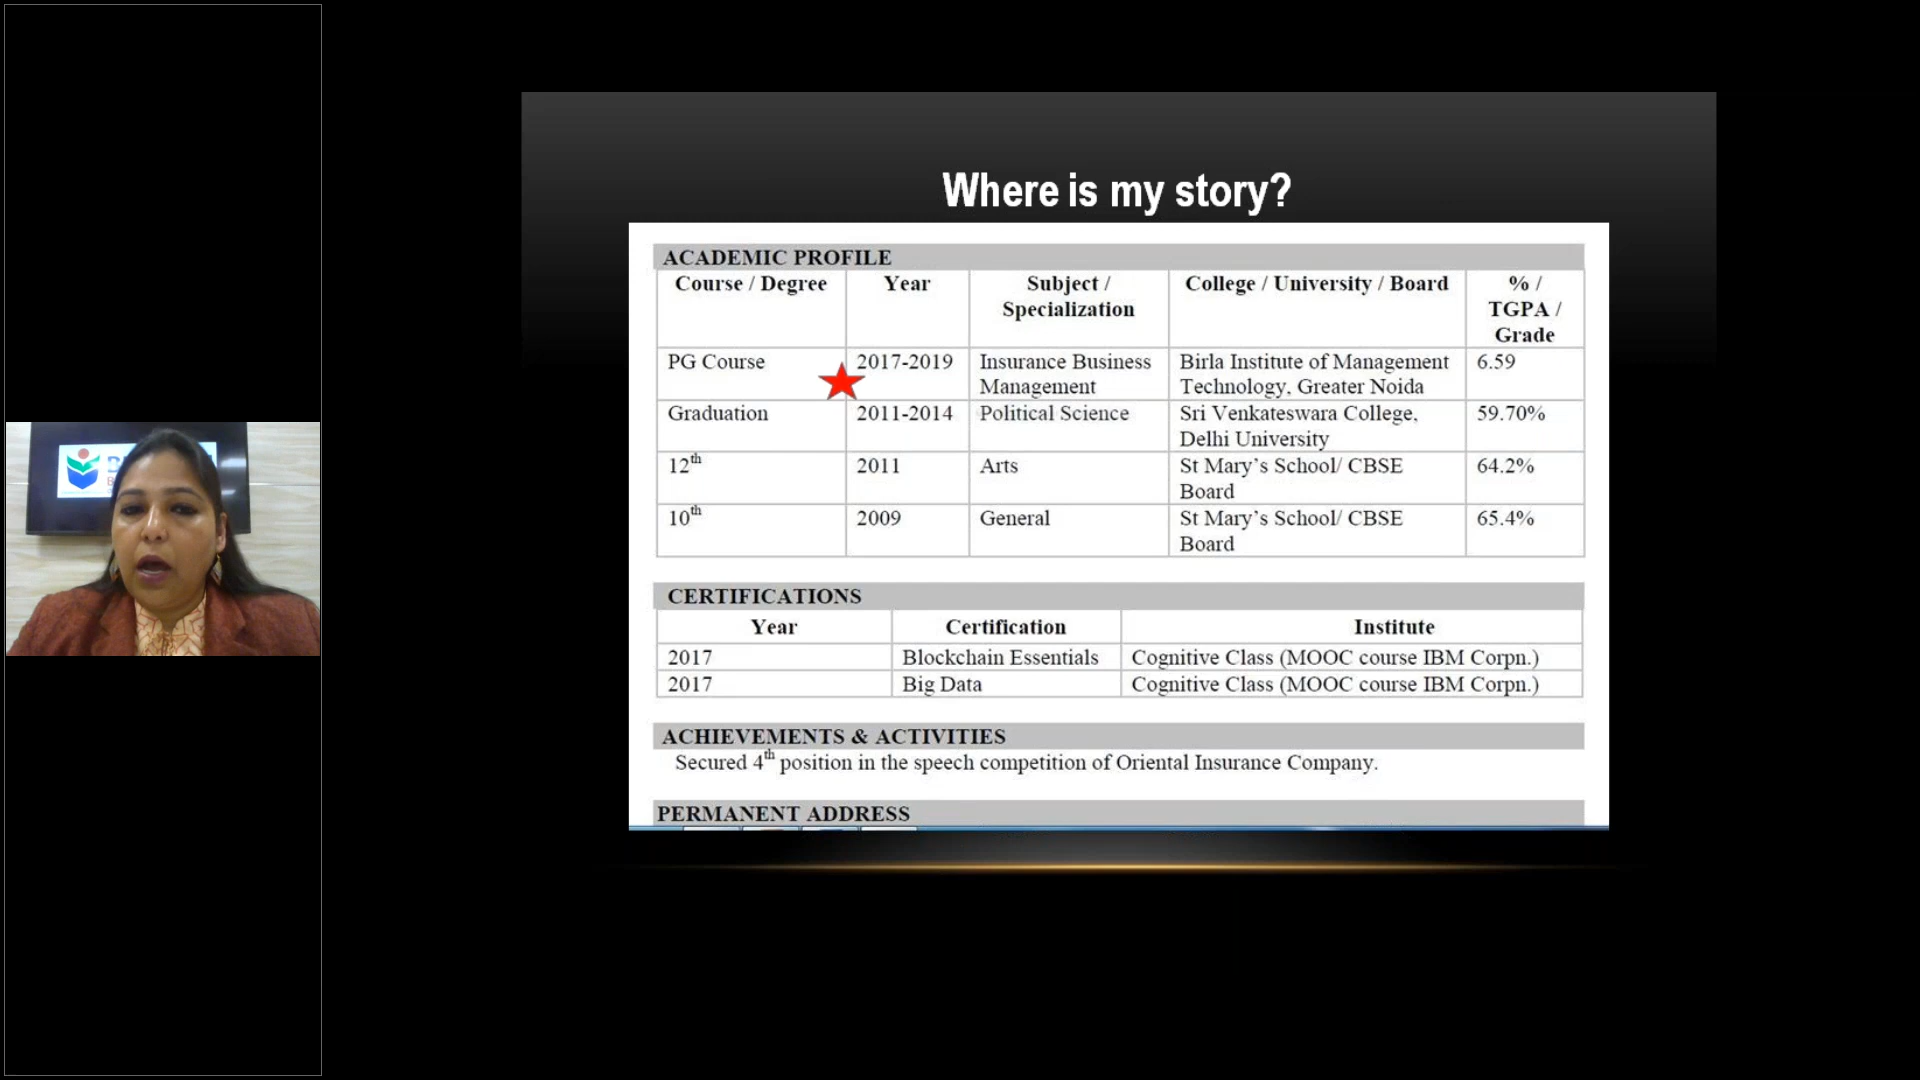 Where is my story?
ACADEMIC PROFILE
Course / Degree Year Subject / College / University / Board % /
Specialization TGPA /
Grade
PG Course 2017-2019 Insurance Business Birla Institute of Management 6.59
Management Technology, Greater Noida
Graduation 2011-2014 Political Science Sri Venkateswara College, 59.70%
Delhi University
12th 2011 Arts St Mary's School/ CBSE 64.2%
Board
10th 2009 General St Mary's School/ CBSE 65.4%
Board
CERTIFICATIONS
Year Certification Institute
2017 Blockchain Essentials Cognitive Class (MOOC course IBM Corpn.)
2017 Big Data Cognitive Class (MOOC course IBM Corpn.)
ACHIEVEMENTS & ACTIVITIES
Secured 4th position in the speech competition of Oriental Insurance Company.
PERMANENT ADDRESS